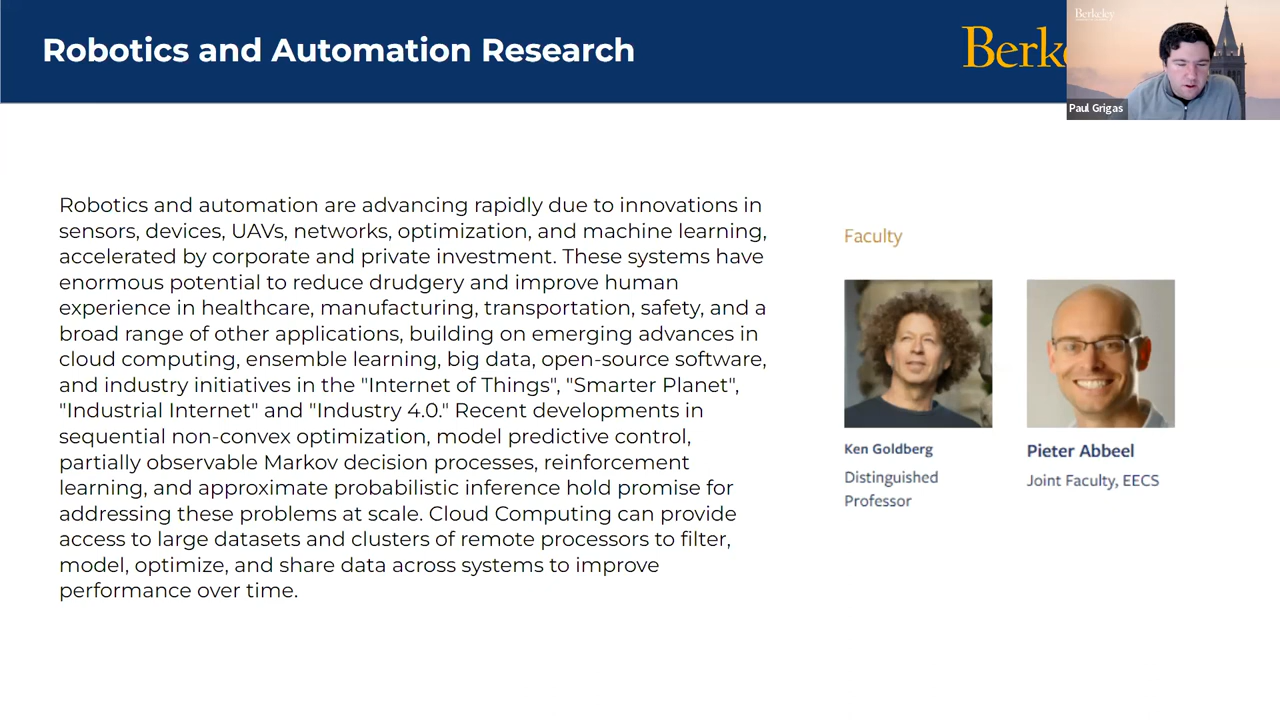 Robotics and Automation Research
Berke
Berkeley
Paul Grigas
Robotics and automation are advancing rapidly due to innovations in
sensors, devices, UAVs, networks, optimization, and machine learning,
accelerated by corporate and private investment. These systems have
enormous potential to reduce drudgery and improve human
experience in healthcare, manufacturing, transportation, safety, and a
broad range of other applications, building on emerging advances in
cloud computing, ensemble learning, big data, open-source software,
and industry initiatives in the "Internet of Things", "Smarter Planet",
"Industrial Internet" and "Industry 4.0." Recent developments in
sequential non-convex optimization, model predictive control,
partially observable Markov decision processes, reinforcement
learning, and approximate probabilistic inference hold promise for
addressing these problems at scale. Cloud Computing can provide
access to large datasets and clusters of remote processors to filter,
model, optimize, and share data across systems to improve
performance over time.
Faculty
Ken Goldberg
Distinguished
Professor
Pieter Abbeel
Joint Faculty, EECS